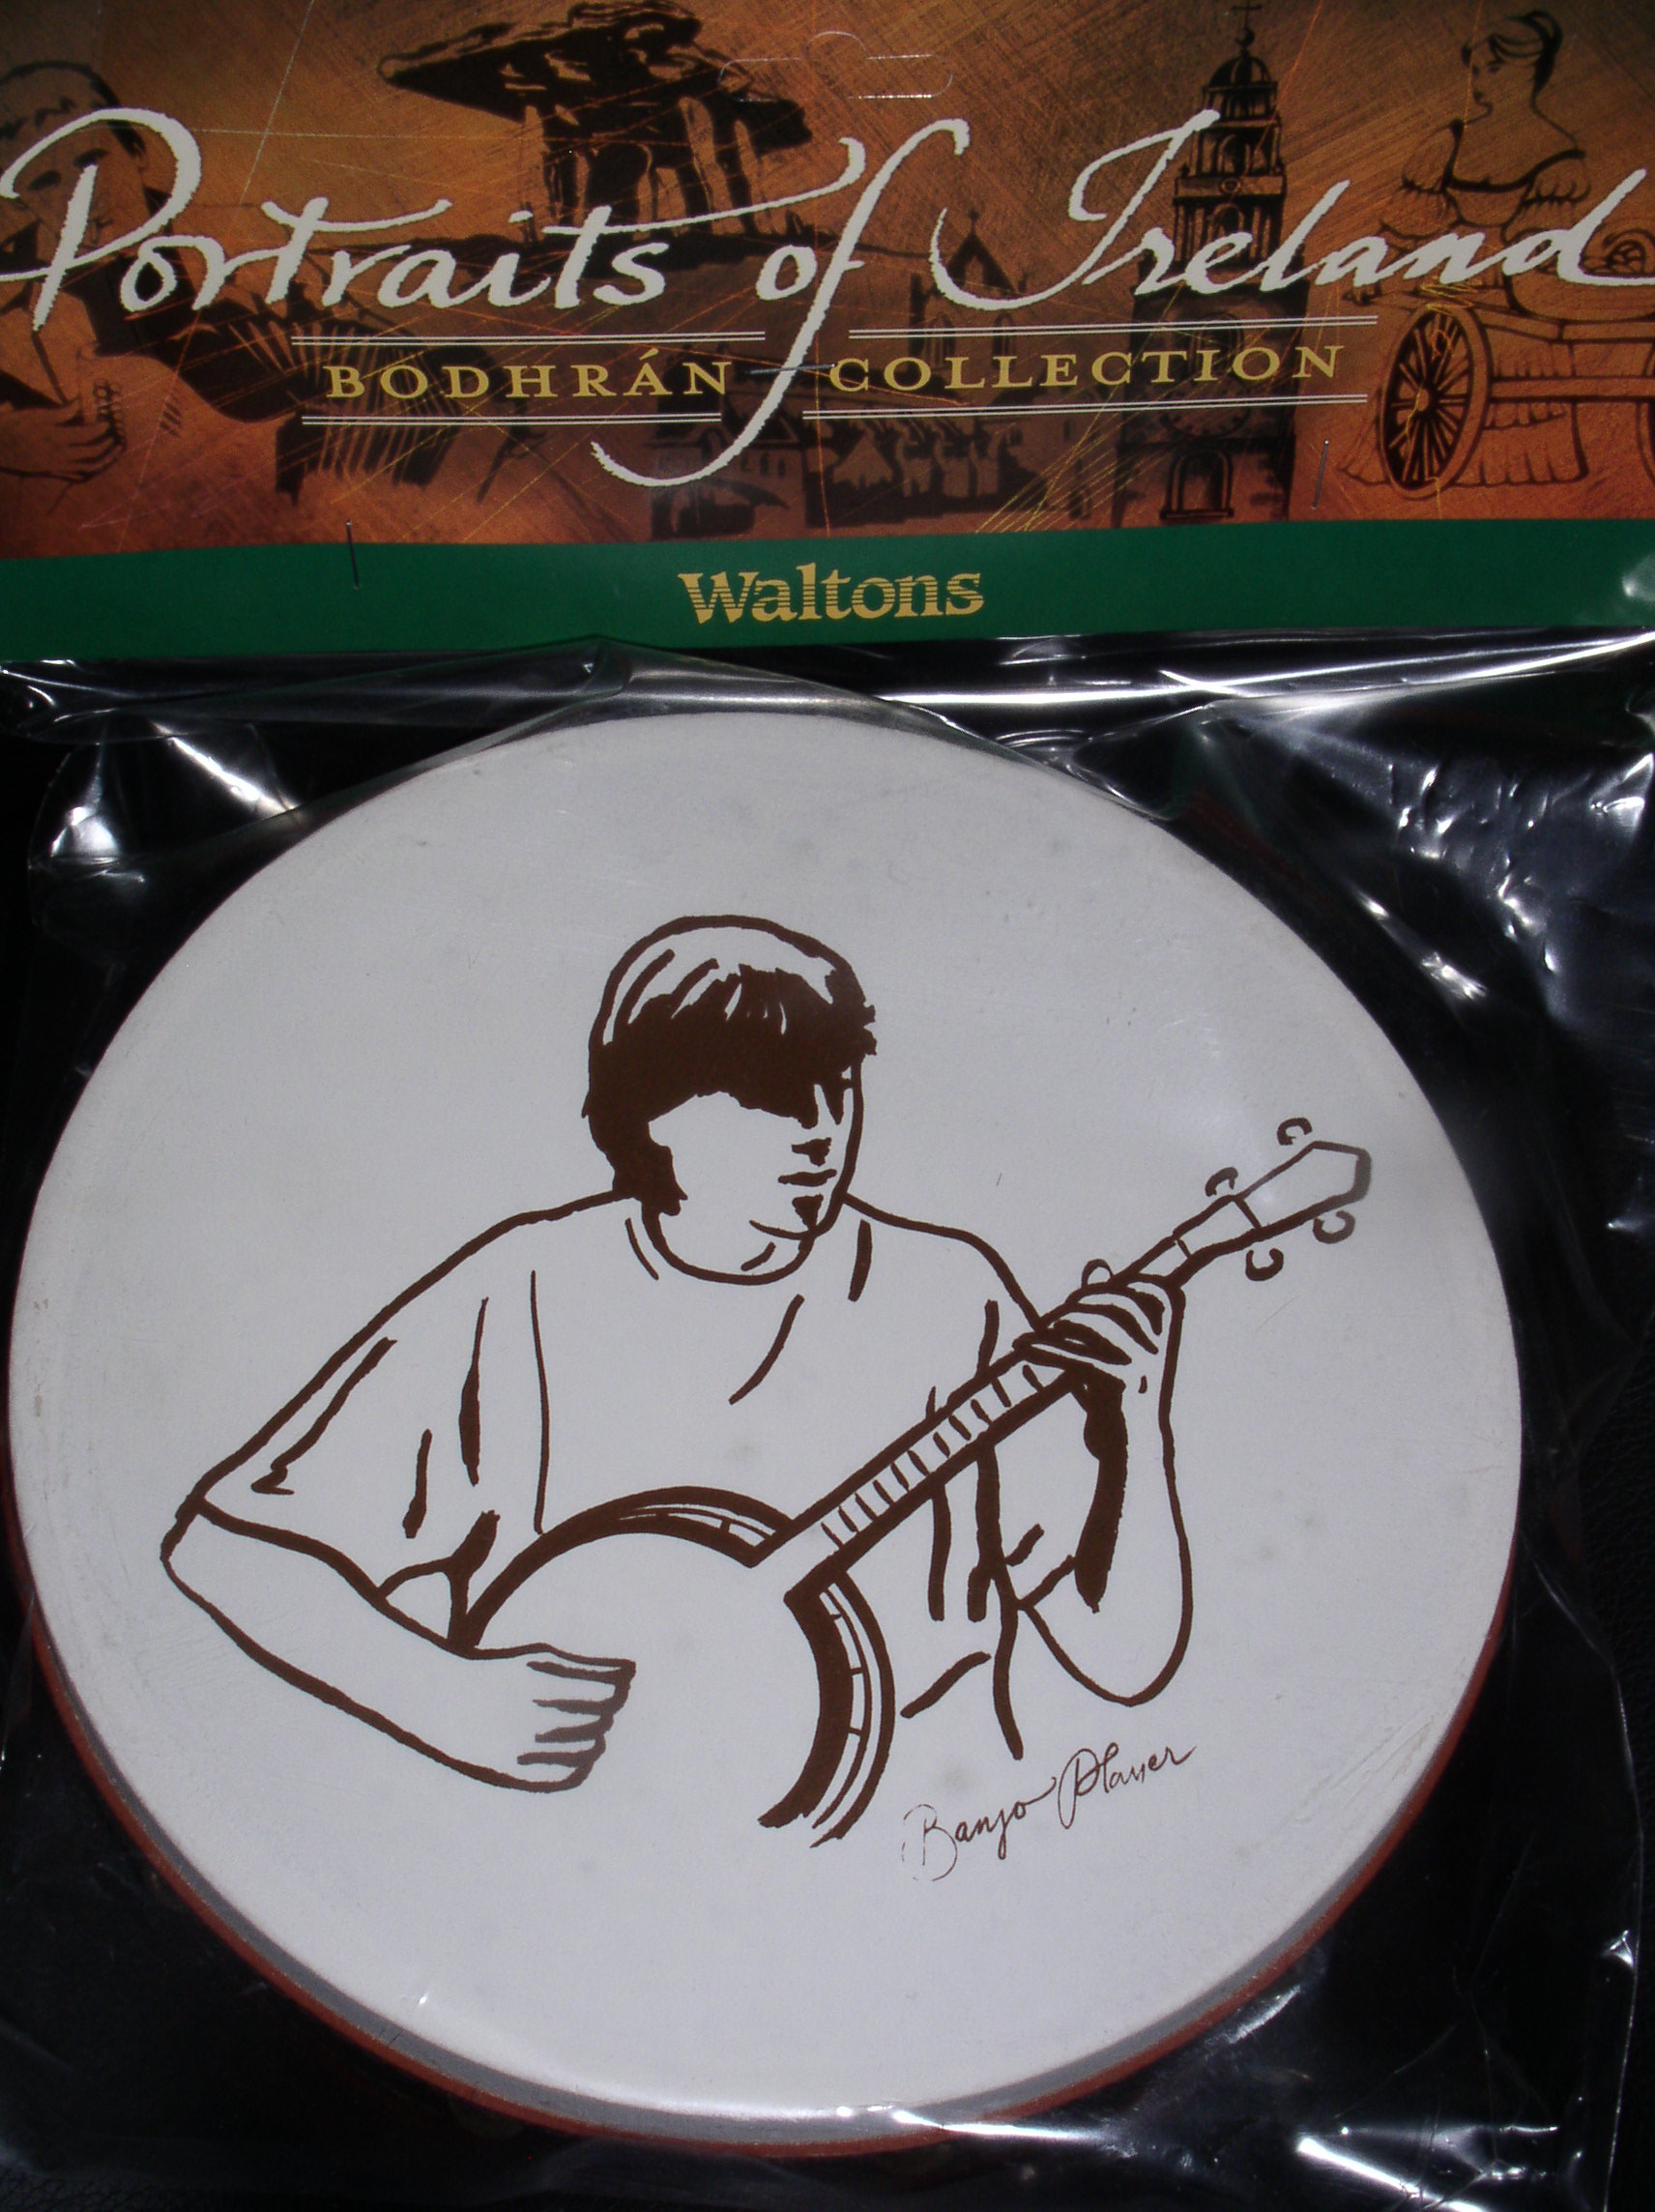 Portraits of Ireland
BODHRÁN COLLECTION
Waltons
Banjo Player